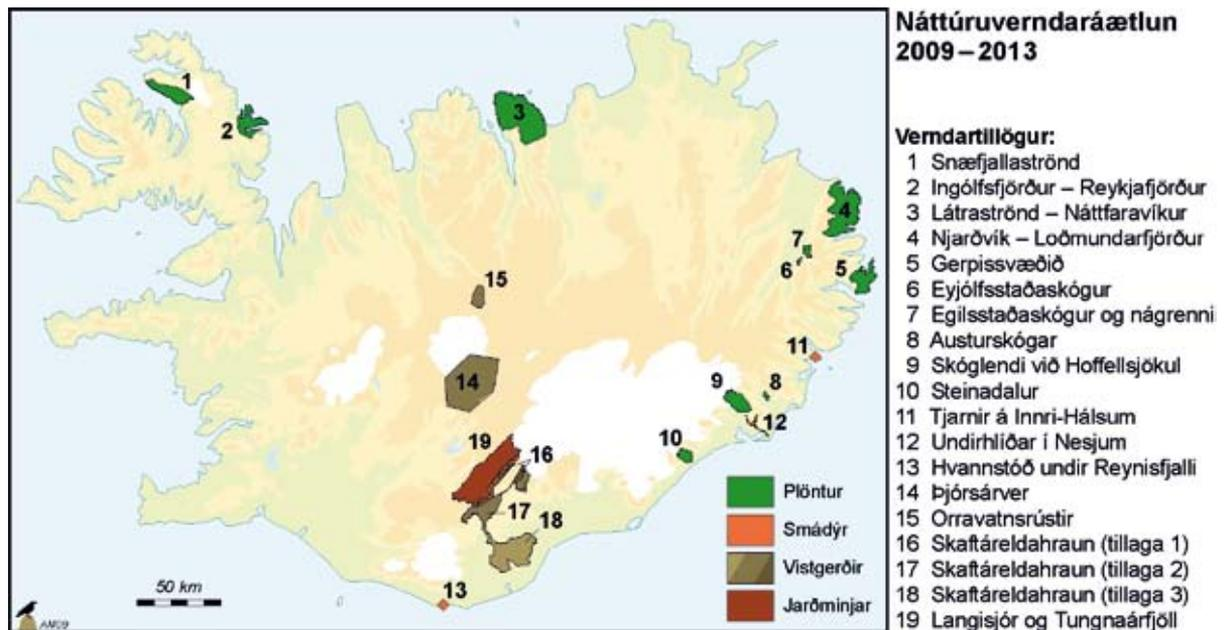 Náttúruverndaráætlun
2009–2013
Verndartillögur:
1 Snæfjallaströnd
2 Ingólfsfjörður – Reykjafjörður
3 Látraströnd – Náttfaravíkur
4 Njarðvík – Loðmundarfjörður
5 Gerpissvæðið
6 Eyjólfsstaðaskógur
7 Egilsstaðaskógur og nágrenni
8 Austurskógar
9 Skóglendi við Hoffellsjökul
10 Steinadalur
11 Tjarnir á Innri-Hálsum
12 Undirhlíðar í Nesjum
13 Hvannstóð undir Reynisfjalli
14 Þjórsárver
15 Orravatnsrústir
16 Skaftáreldahraun (tillaga 1)
17 Skaftáreldahraun (tillaga 2)
18 Skaftáreldahraun (tillaga 3)
19 Langisjór og Tungnaárfjöll
1
2
3
4
7
6
5
15
11
14
9
8
12
10
19
16
17
18
13
Plöntur
Smádýr
Vistgerðir
Jarðminjar
50 km
AM09